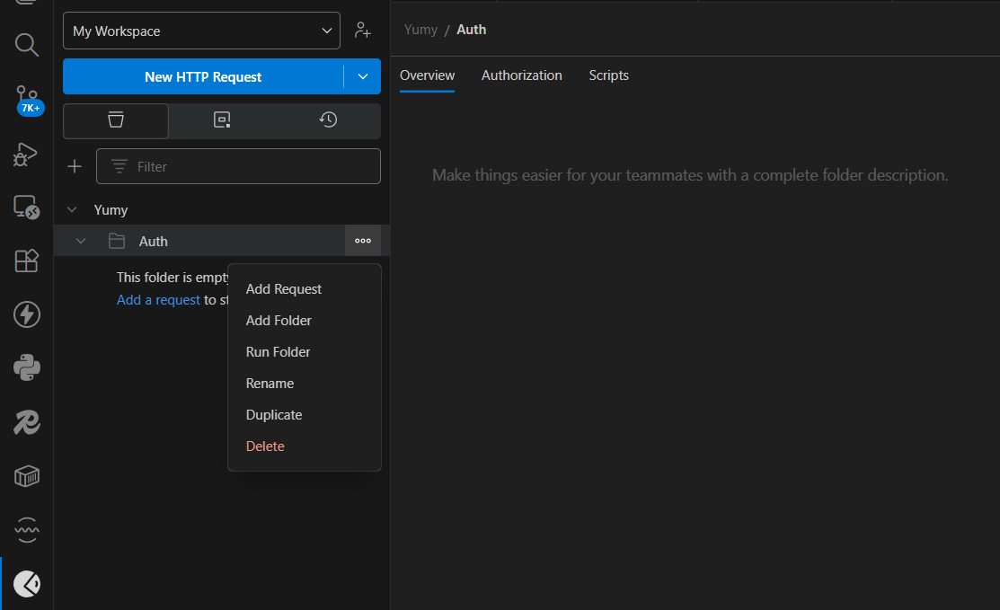 My Workspace
New HTTP Request
7K+
Filter
Yumy
Auth
This folder is empty
Add a request to st
Add Request
Add Folder
Run Folder
Rename
Duplicate
Delete
Yumy / Auth
Overview Authorization Scripts
Make things easier for your teammates with a complete folder description.